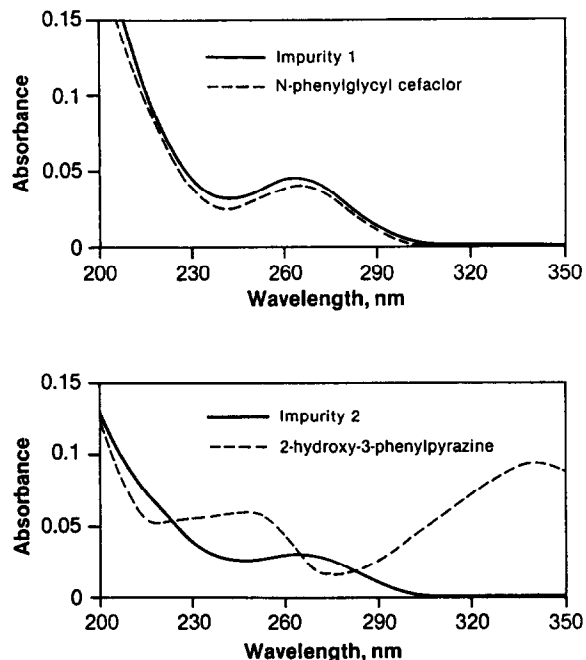 0.15
Impurity 1
N-phenylglycyl cefaclor
0.1
Absorbance
0.05
0
200 230 260 290 320 350
Wavelength, nm
0.15
Impurity 2
2-hydroxy-3-phenylpyrazine
0.1
Absorbance
0.05
0
200 230 260 290 320 350
Wavelength, nm